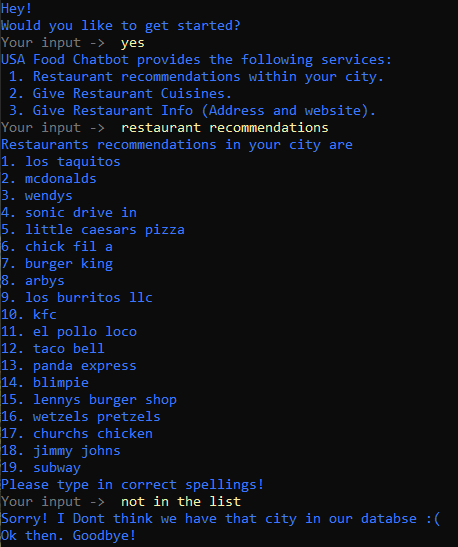 Hey!
Would you like to get started?
Your input ->  yes
USA Food Chatbot provides the following services:
 1. Restaurant recommendations within your city.
 2. Give Restaurant Cuisines.
 3. Give Restaurant Info (Address and website).
Your input ->  restaurant recommendations
Restaurants recommendations in your city are
1. los taquitos
2. mcdonalds
3. wendys
4. sonic drive in
5. little caesars pizza
6. chick fil a
7. burger king
8. arbys
9. los burritos llc
10. kfc
11. el pollo loco
12. taco bell
13. panda express
14. blimpie
15. lennys burger shop
16. wetzels pretzels
17. churchs chicken
18. jimmy johns
19. subway
Please type in correct spellings!
Your input ->  not in the list
Sorry! I Dont think we have that city in our databse :(
Ok then. Goodbye!